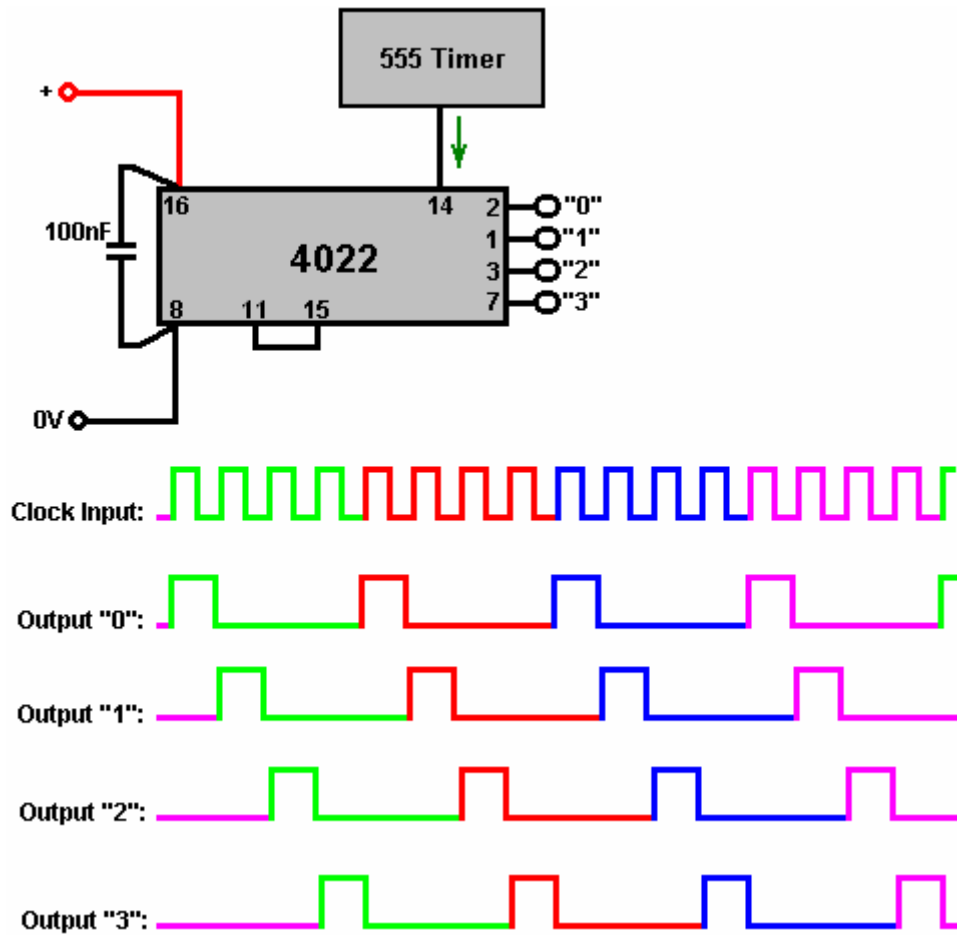 555 Timer
+
16
14
2
"0"
100nF
1
"1"
4022
3
"2"
7
"3"
8
11
15
0V
Clock Input:
Output "0":
Output "1":
Output "2":
Output "3":